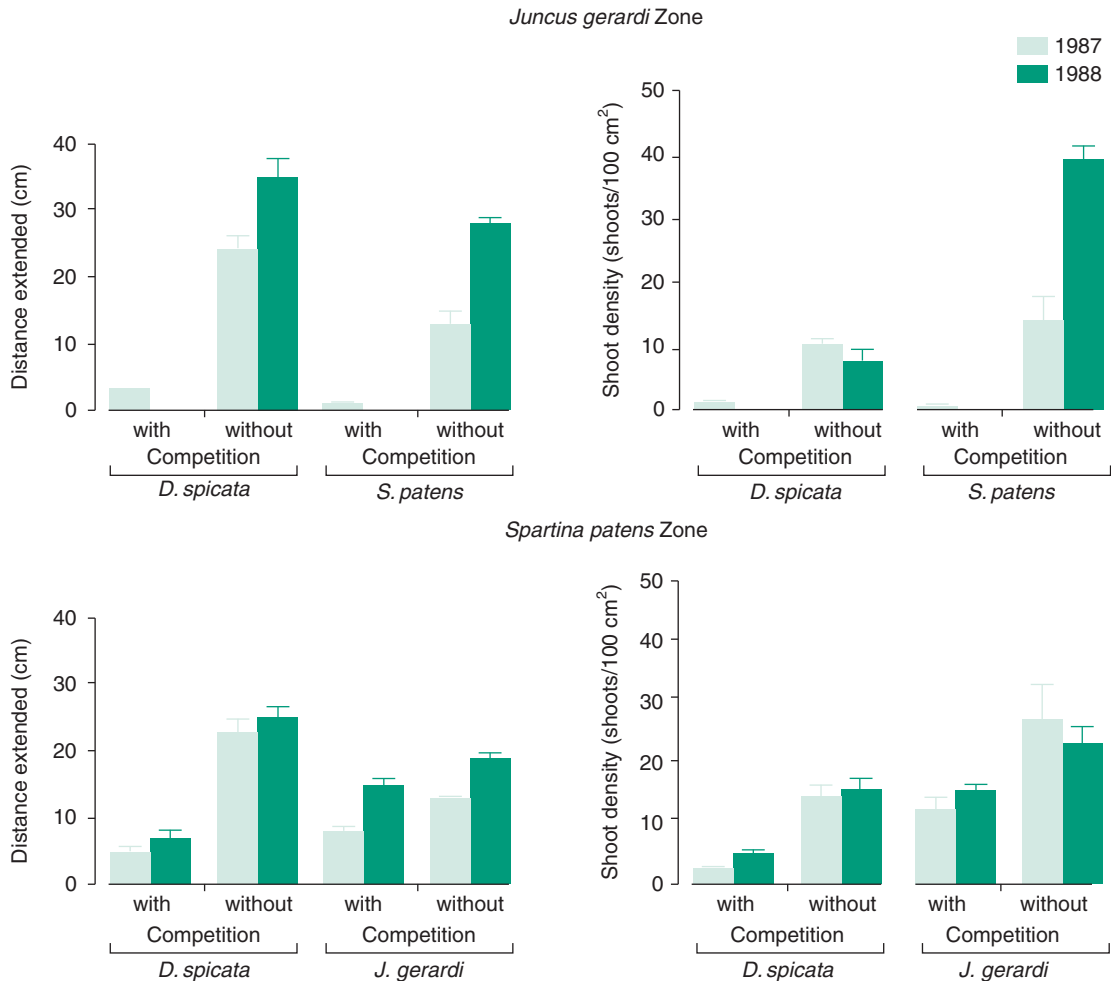 Juncus gerardi Zone
1987
1988
Distance extended (cm)
40
30
20
10
0
with without with without
Competition Competition
D. spicata S. patens
Shoot density (shoots/100 cm²)
50
40
30
20
10
0
with without with without
Competition Competition
D. spicata S. patens
Spartina patens Zone
Distance extended (cm)
40
30
20
10
0
with without with without
Competition Competition
D. spicata J. gerardi
Shoot density (shoots/100 cm²)
50
40
30
20
10
0
with without with without
Competition Competition
D. spicata J. gerardi